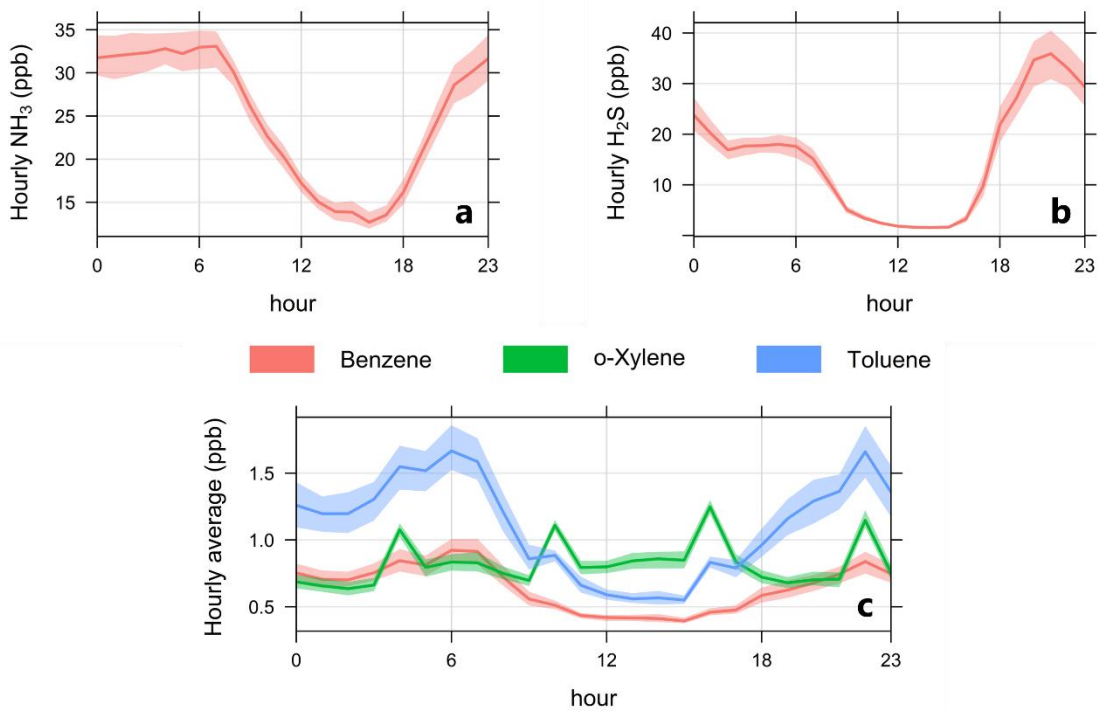 Hourly NH₃ (ppb)
35
30
25
20
15
a
0 6 12 18 23
hour
Hourly H₂S (ppb)
40
30
20
10
b
0 6 12 18 23
hour
Benzene o-Xylene Toluene
Hourly average (ppb)
1.5
1.0
0.5
c
0 6 12 18 23
hour